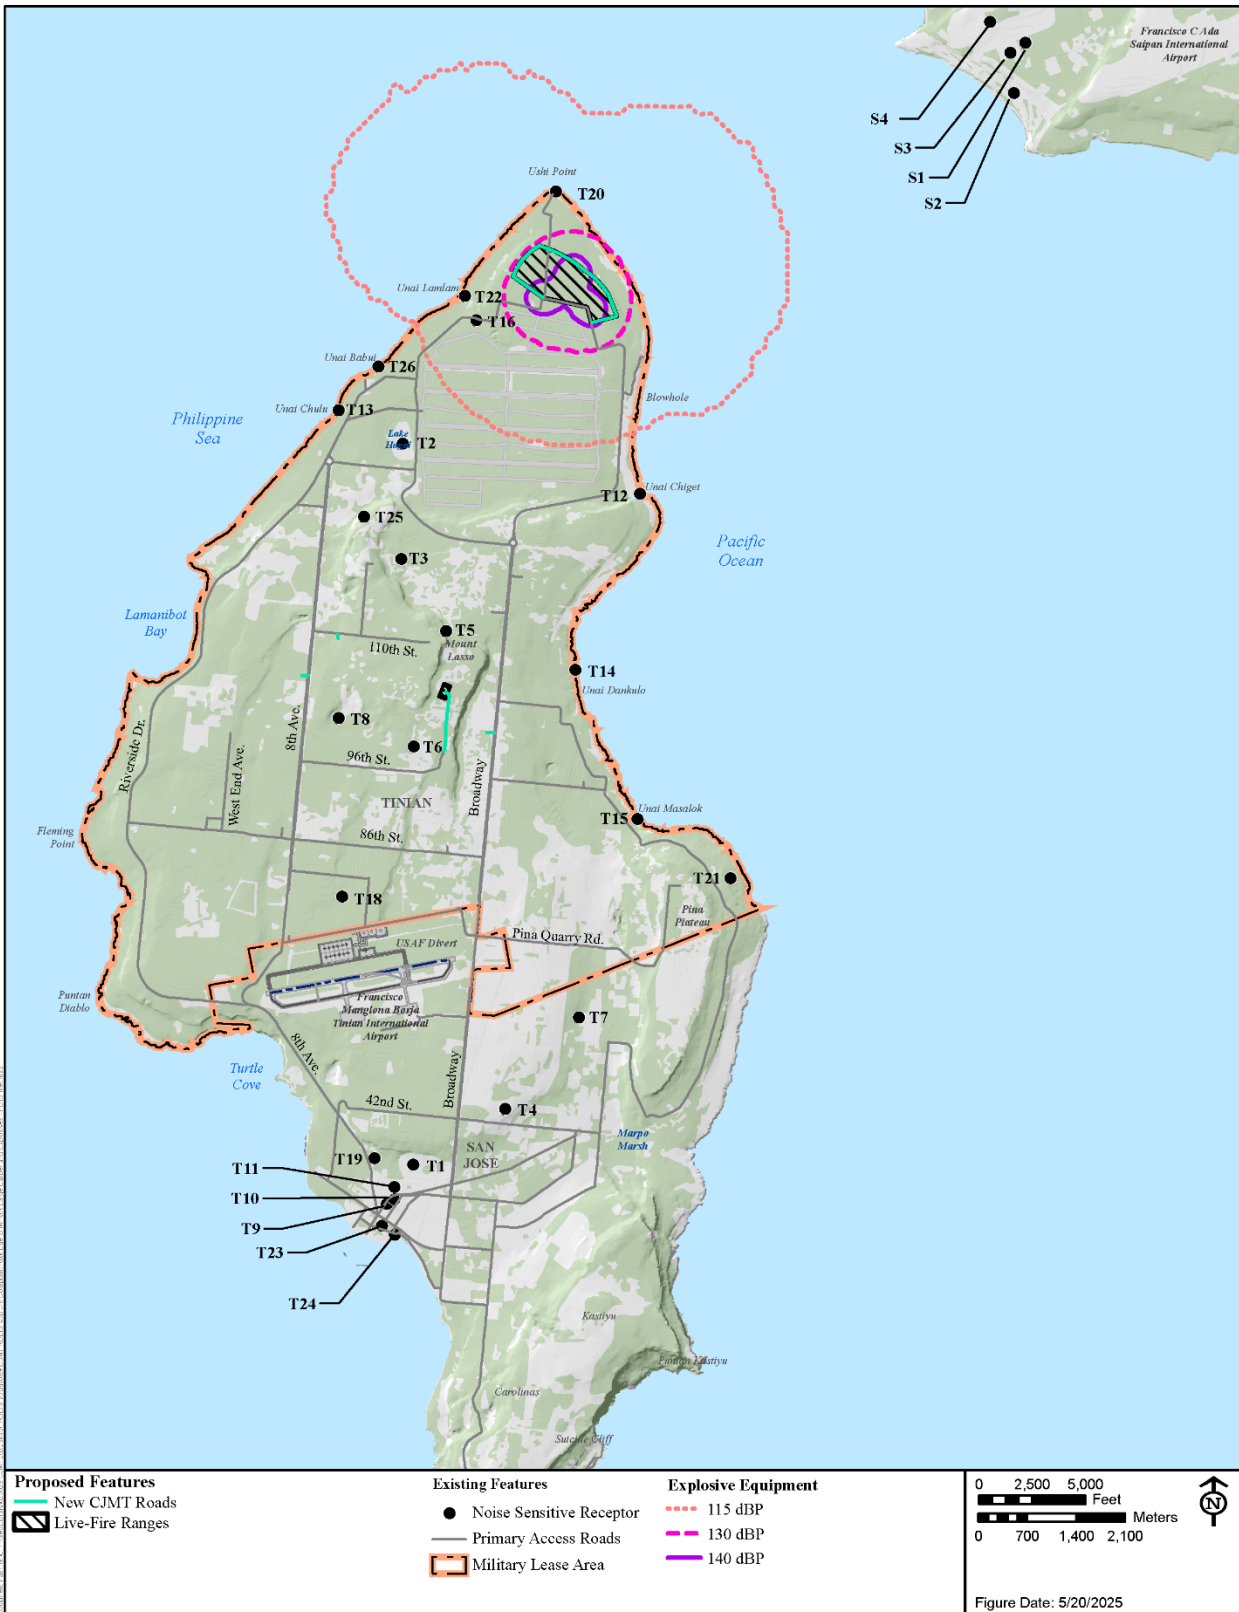 Francisco C Ada
Saipan International
Airport
S4
S3
S1
S2
Ushi Point
T20
Unai Lamlam
T22
T16
Unai Babui
T26
Unai Chulu
T13
Blowhole
Philippine
Sea
Lake
Hagoi
T2
T12
Unai Chiget
T25
Pacific
Ocean
T3
Lamanibot
Bay
T5
110th St.
Mount
Lasso
T14
Unai Dankulo
T8
8th Ave.
Riverside Dr.
West End Ave.
T6
96th St.
Broadway
TINIAN
Unai Masalok
T15
Fleming
Point
86th St.
T21
T18
Pina
Plateau
USAF Divert
Pina Quarry Rd.
Puntan
Diablo
Francisco
Manglona Borja
Tinian International
Airport
T7
8th Ave.
Turtle
Cove
Broadway
42nd St.
T4
Marpo
Marsh
SAN
JOSE
T19
T1
T11
T10
T9
T23
T24
Kastiyu
Puntan Kastiyu
Carolinas
Suicide Cliff
Proposed Features
New CJMT Roads
Live-Fire Ranges
Existing Features
Noise Sensitive Receptor
Primary Access Roads
Military Lease Area
Explosive Equipment
115 dBP
130 dBP
140 dBP
0 2,500 5,000
Feet
Meters
0 700 1,400 2,100
N
Figure Date: 5/20/2025